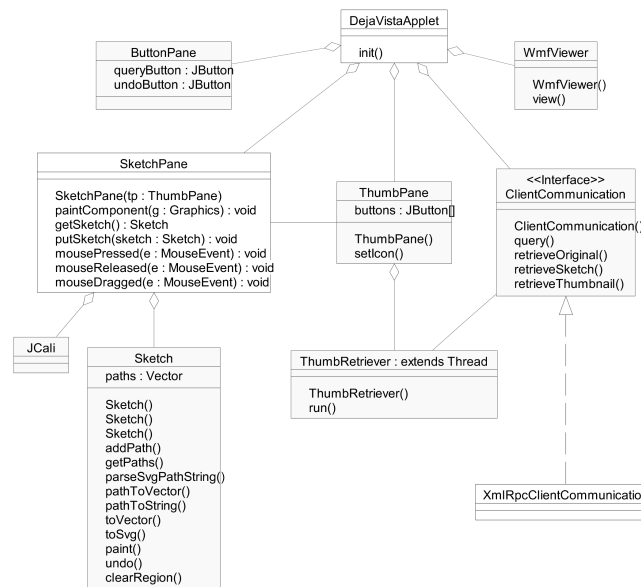 DejaVistaApplet
init()
ButtonPane
queryButton : JButton
undoButton : JButton
WmfViewer
WmfViewer()
view()
SketchPane
SketchPane(tp : ThumbPane)
paintComponent(g : Graphics) : void
getSketch() : Sketch
putSketch(sketch : Sketch) : void
mousePressed(e : MouseEvent) : void
mouseReleased(e : MouseEvent) : void
mouseDragged(e : MouseEvent) : void
ThumbPane
buttons : JButton[]
ThumbPane()
setIcon()
<<Interface>>
ClientCommunication
ClientCommunication()
query()
retrieveOriginal()
retrieveSketch()
retrieveThumbnail()
JCali
Sketch
paths : Vector
Sketch()
Sketch()
Sketch()
addPath()
getPaths()
parseSvgPathString()
pathToVector()
pathToString()
toVector()
toSvg()
paint()
undo()
clearRegion()
ThumbRetriever : extends Thread
ThumbRetriever()
run()
XmlRpcClientCommunicatio